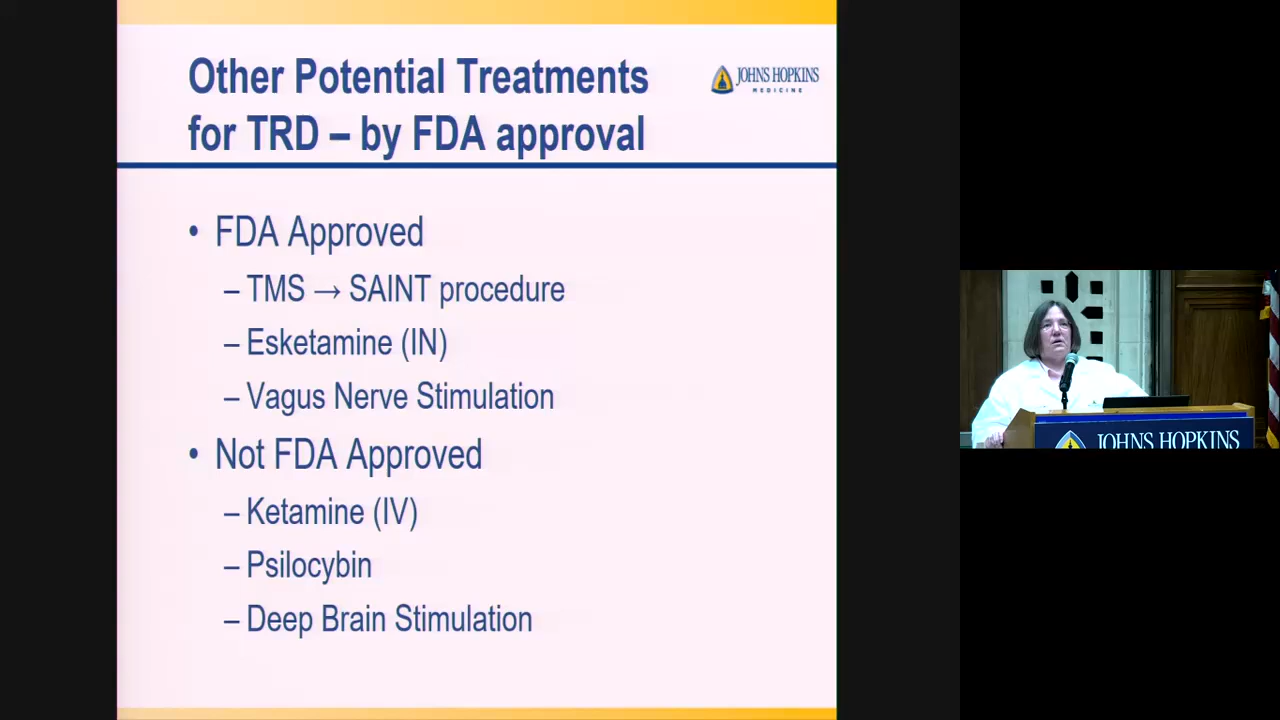 Other Potential Treatments
for TRD – by FDA approval
JOHNS HOPKINS
MEDICINE
• FDA Approved
– TMS → SAINT procedure
– Esketamine (IN)
– Vagus Nerve Stimulation
• Not FDA Approved
– Ketamine (IV)
– Psilocybin
– Deep Brain Stimulation
JOHNS HOPKINS